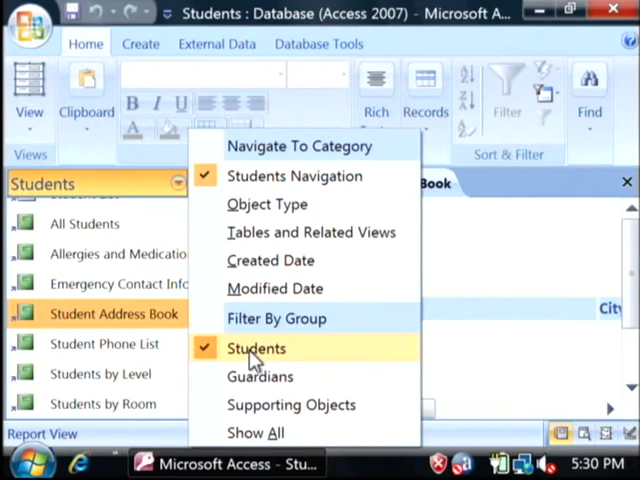 Students : Database (Access 2007) - Microsoft A...
Home Create External Data Database Tools
View Clipboard B I U A Rich Records Filter Find
Views Sort & Filter
Students Book
All Students
Allergies and Medicatio
Emergency Contact Info
Student Address Book
Student Phone List
Students by Level
Students by Room
Navigate To Category
Students Navigation
Object Type
Tables and Related Views
Created Date
Modified Date
Filter By Group
Students
Guardians
Supporting Objects
Show All
City
Report View
Microsoft Access - Stu... 5:30 PM